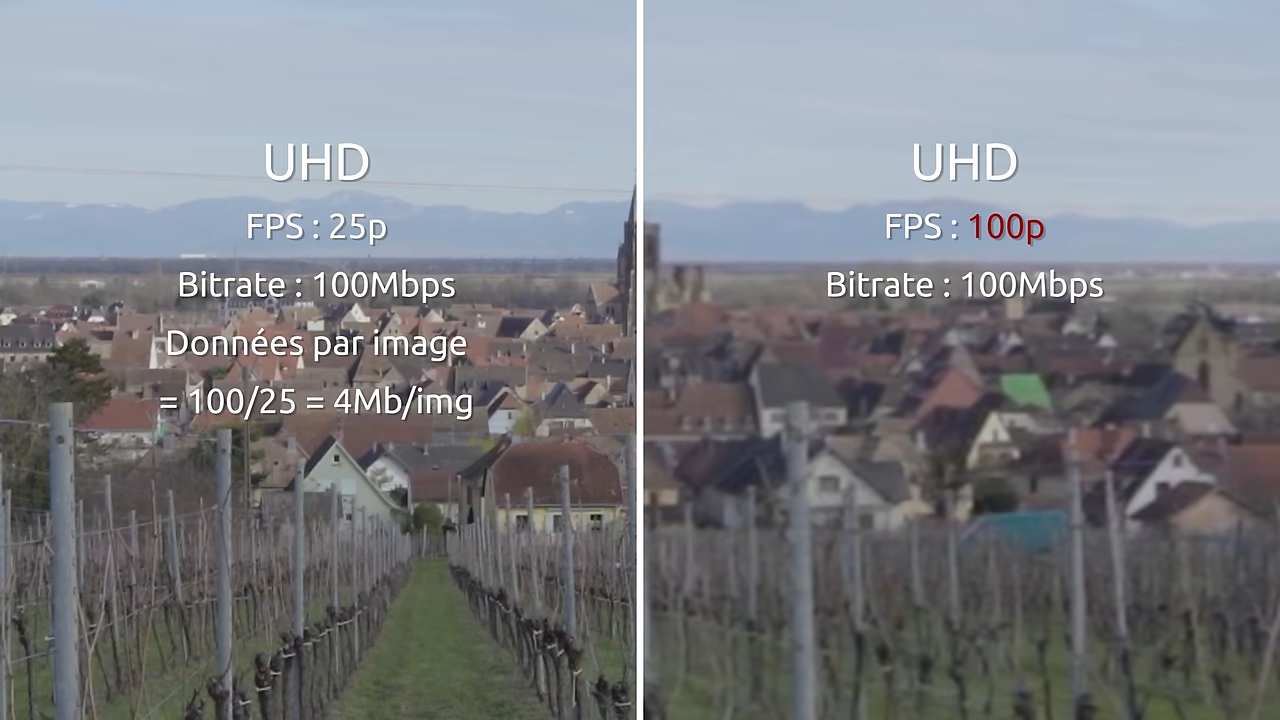 UHD
FPS : 25p
Bitrate : 100Mbps
Données par image
= 100/25 = 4Mb/img
UHD
FPS : 100p
Bitrate : 100Mbps